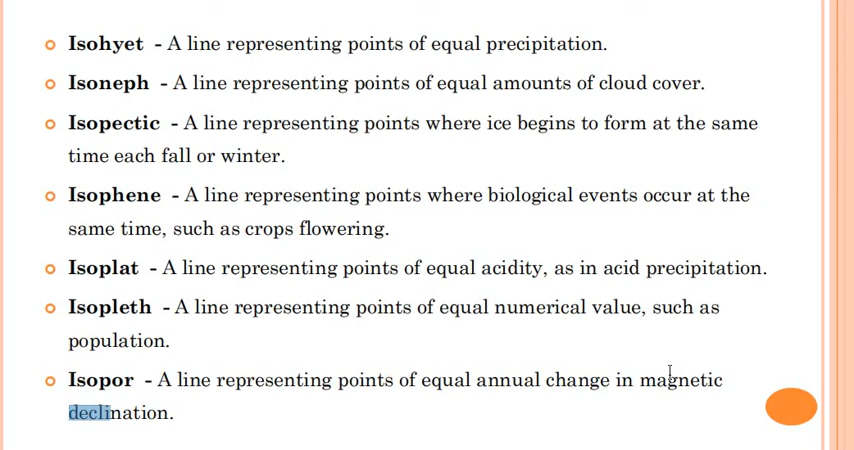 Isohyet - A line representing points of equal precipitation.
Isoneph - A line representing points of equal amounts of cloud cover.
Isopectic - A line representing points where ice begins to form at the same
time each fall or winter.
Isophene - A line representing points where biological events occur at the
same time, such as crops flowering.
Isoplat - A line representing points of equal acidity, as in acid precipitation.
Isopleth - A line representing points of equal numerical value, such as
population.
Isopor - A line representing points of equal annual change in magnetic
declination.